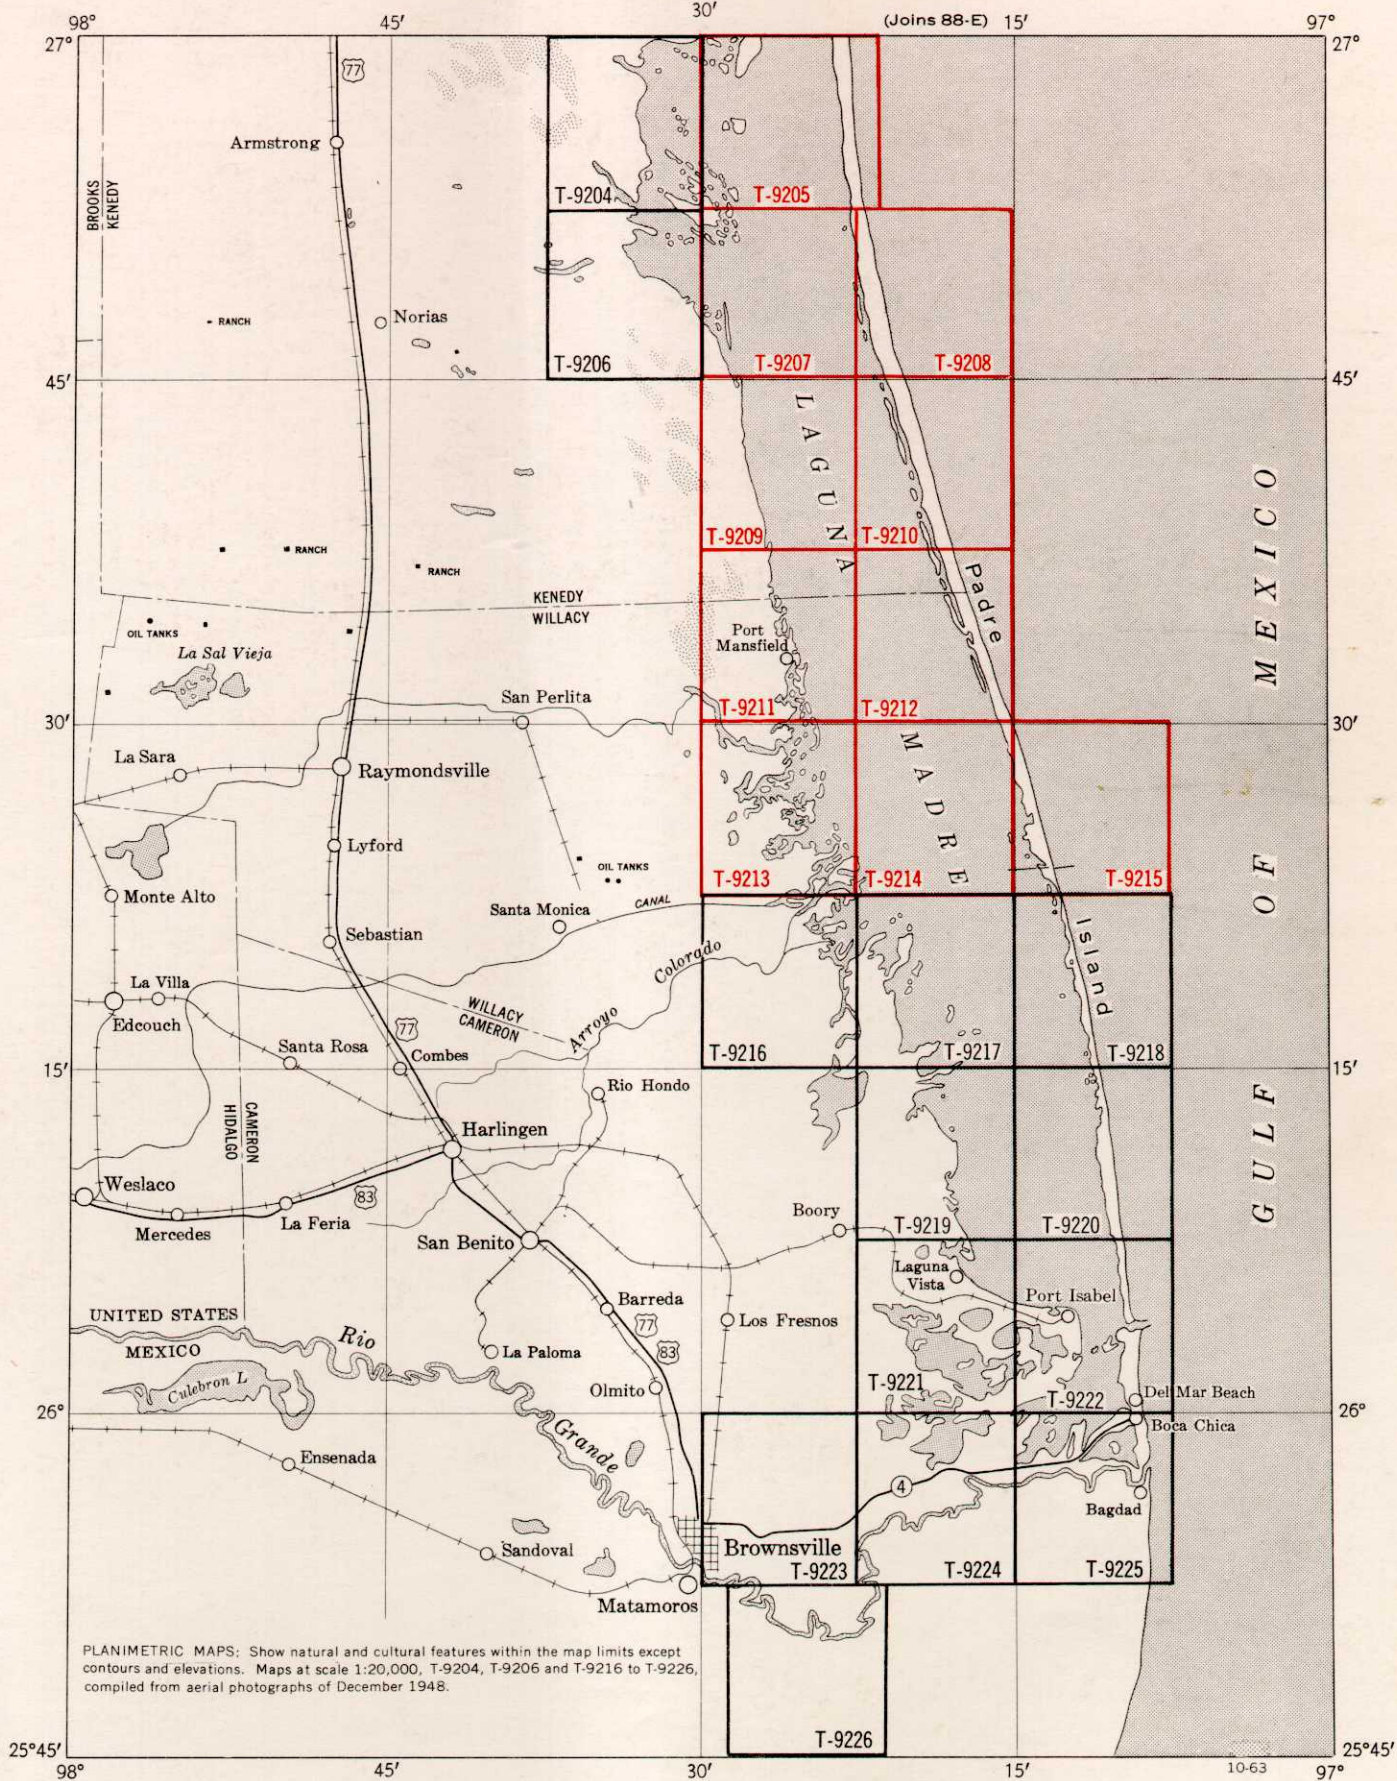 98° 45' 30' (Joins 88-E) 15' 97°
27° 27°
77
Armstrong
BROOKS
KENEDY
T-9204 T-9205
RANCH
Norias
T-9206 T-9207 T-9208
45' 45'
LAGUNA
MADRE
GULF OF MEXICO
T-9209 T-9210
RANCH
RANCH
Padre
Island
KENEDY
WILLACY
OIL TANKS
La Sal Vieja
Port
Mansfield
San Perlita
T-9211 T-9212
30' 30'
La Sara
Raymondsville
Lyford
OIL TANKS
T-9213 T-9214 T-9215
Monte Alto
Santa Monica
CANAL
Sebastian
Arroyo Colorado
La Villa
Edcouch
WILLACY
CAMERON
77
Santa Rosa
Combes
T-9216 T-9217 T-9218
15' 15'
Rio Hondo
CAMERON
HIDALGO
Harlingen
Weslaco
83
Mercedes
La Feria
San Benito
Boory
T-9219 T-9220
Laguna
Vista
Port Isabel
Barreda
77
Los Fresnos
UNITED STATES
MEXICO
Rio Grande
La Paloma
83
Culebron L
Olmito
T-9221
T-9222
Del Mar Beach
26°
Boca Chica
Ensenada
4
Bagdad
Sandoval
Brownsville
T-9223 T-9224 T-9225
Matamoros
PLANIMETRIC MAPS: Show natural and cultural features within the map limits except
contours and elevations. Maps at scale 1:20,000, T-9204, T-9206 and T-9216 to T-9226,
compiled from aerial photographs of December 1948.
T-9226
25°45' 25°45'
10-63
98° 45' 30' 15' 97°